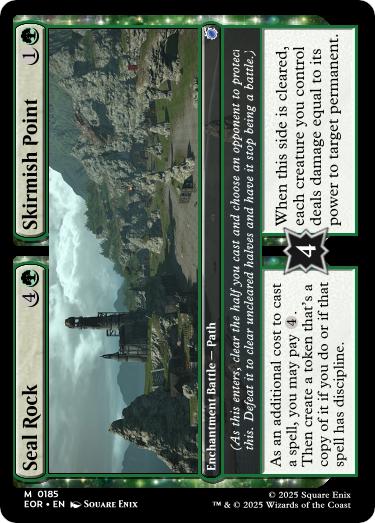 Seal Rock
4
Skirmish Point
1
Enchantment Battle — Path
(As this enters, clear the half you cast and choose an opponent to protect
this. Defeat it to clear uncleared halves and have it stop being a battle.)
As an additional cost to cast
a spell, you may pay 4.
Then create a token that's a
copy of it if you do or if that
spell has discipline.
4
When this side is cleared,
each creature you control
deals damage equal to its
power to target permanent.
M 0185
EOR • EN SQUARE ENIX
© 2025 Square Enix
™ & © 2025 Wizards of the Coast